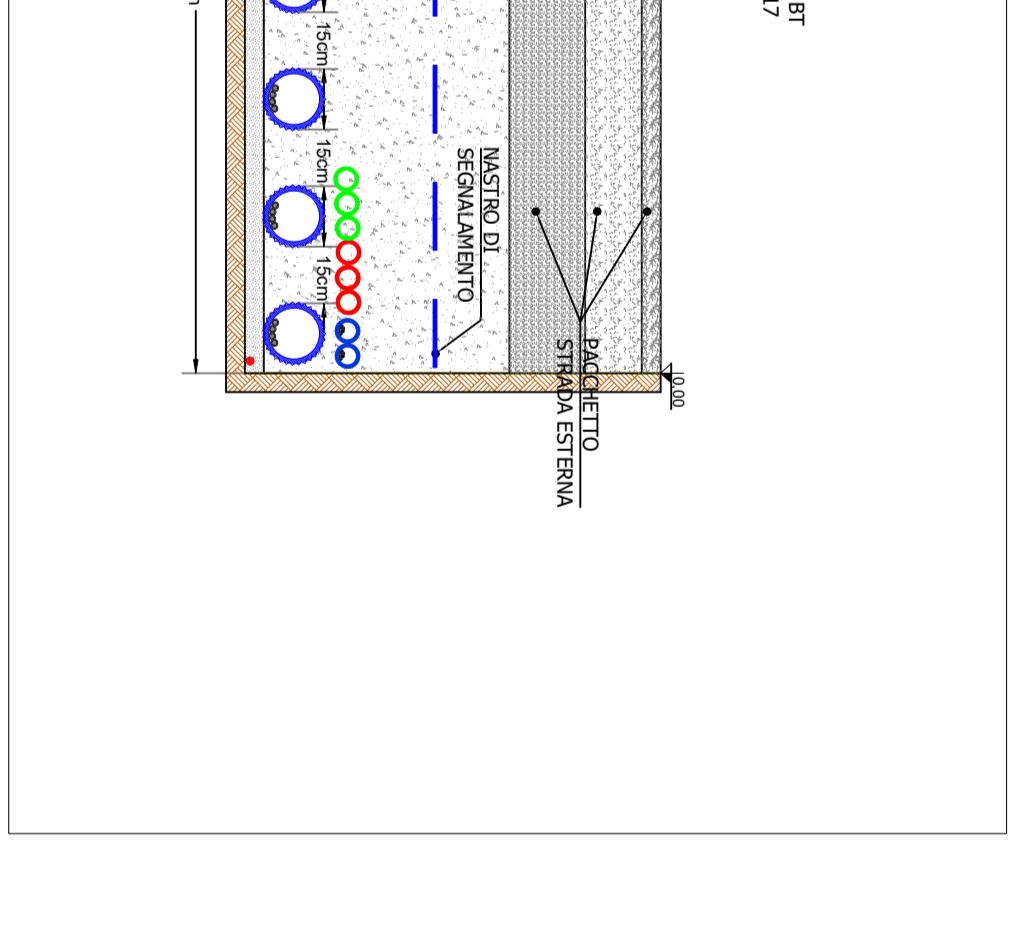 BT
17
15cm
15cm
15cm
NASTRO DI
SEGNALAMENTO
PACCHETTO
STRADA ESTERNA
0.00